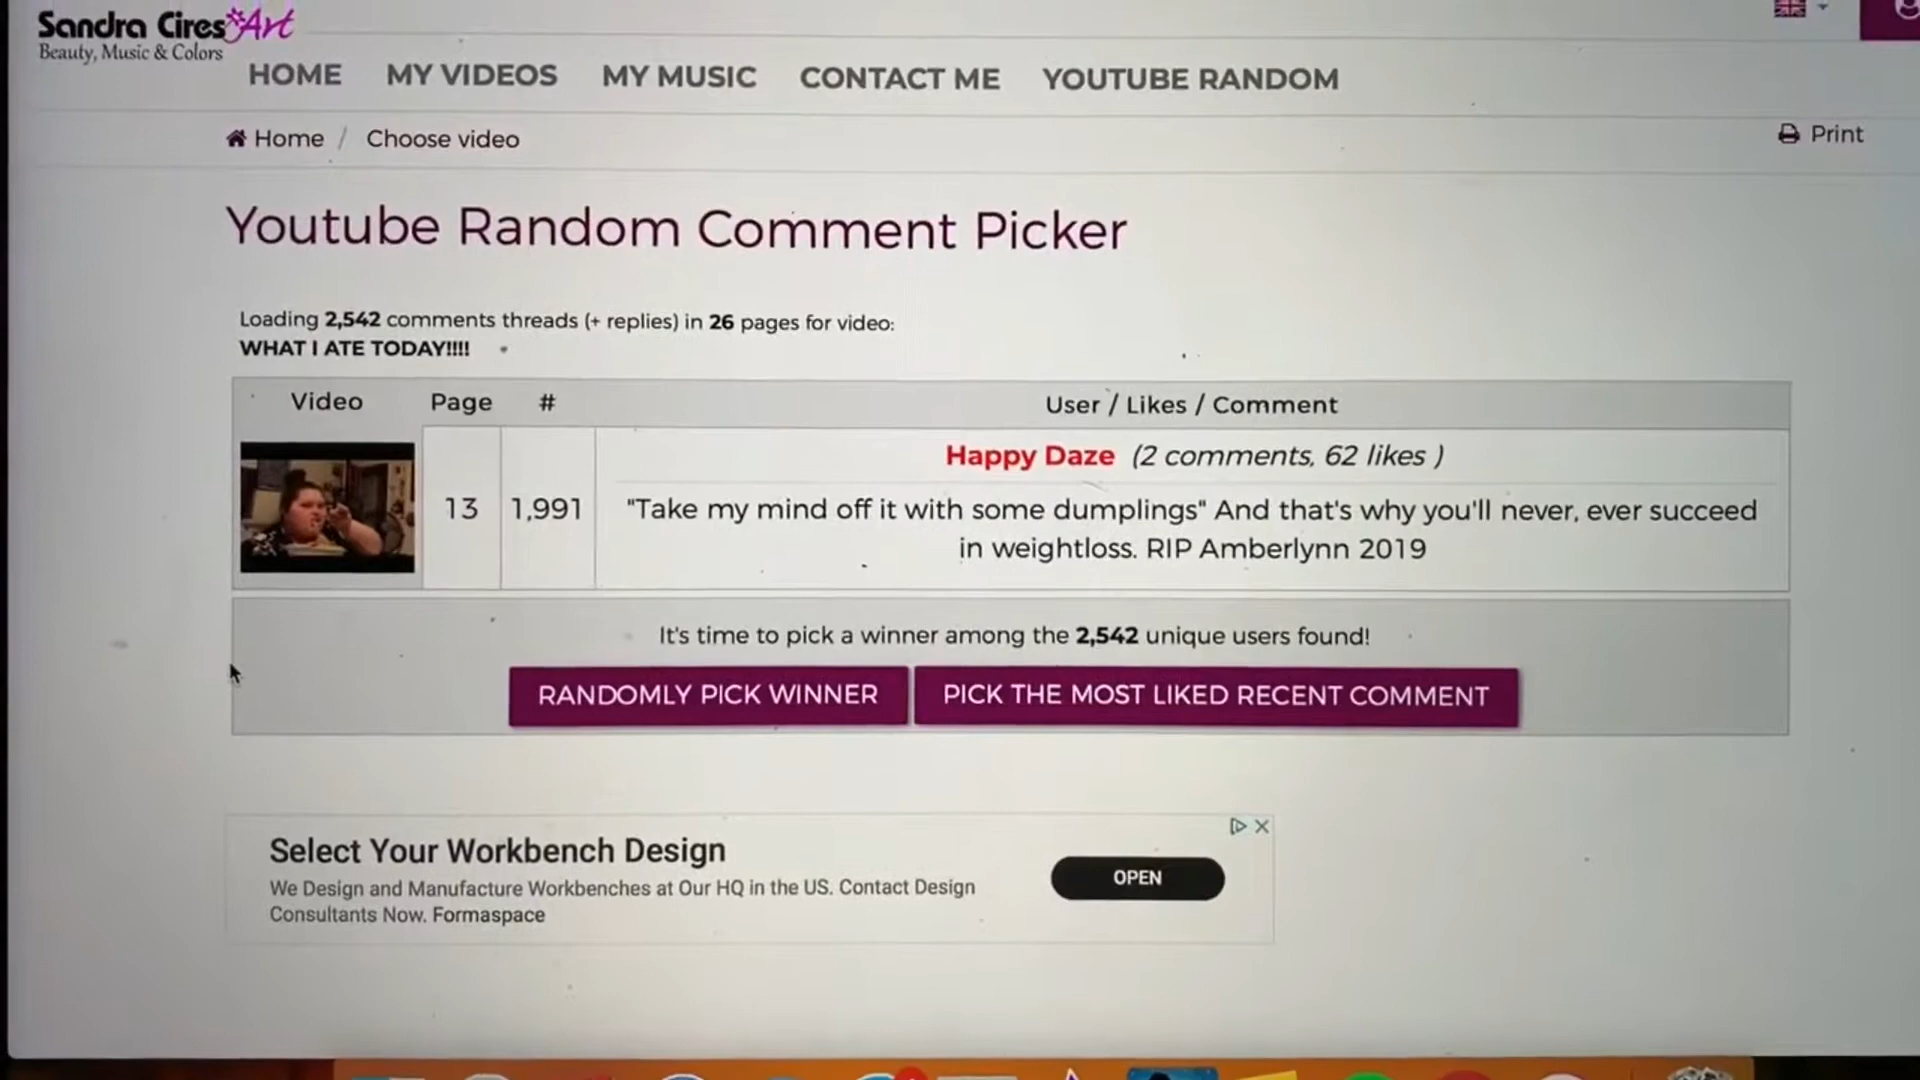 Sandra Cires Art
Beauty, Music & Colors
HOME MY VIDEOS MY MUSIC CONTACT ME YOUTUBE RANDOM
Home / Choose video
Print
Youtube Random Comment Picker
Loading 2,542 comments threads (+ replies) in 26 pages for video:
WHAT I ATE TODAY!!!!
Video Page # User / Likes / Comment
Happy Daze (2 comments, 62 likes )
13 1,991 "Take my mind off it with some dumplings" And that's why you'll never, ever succeed
in weightloss. RIP Amberlynn 2019
It's time to pick a winner among the 2,542 unique users found!
RANDOMLY PICK WINNER PICK THE MOST LIKED RECENT COMMENT
Select Your Workbench Design
We Design and Manufacture Workbenches at Our HQ in the US. Contact Design
Consultants Now. Formaspace
OPEN